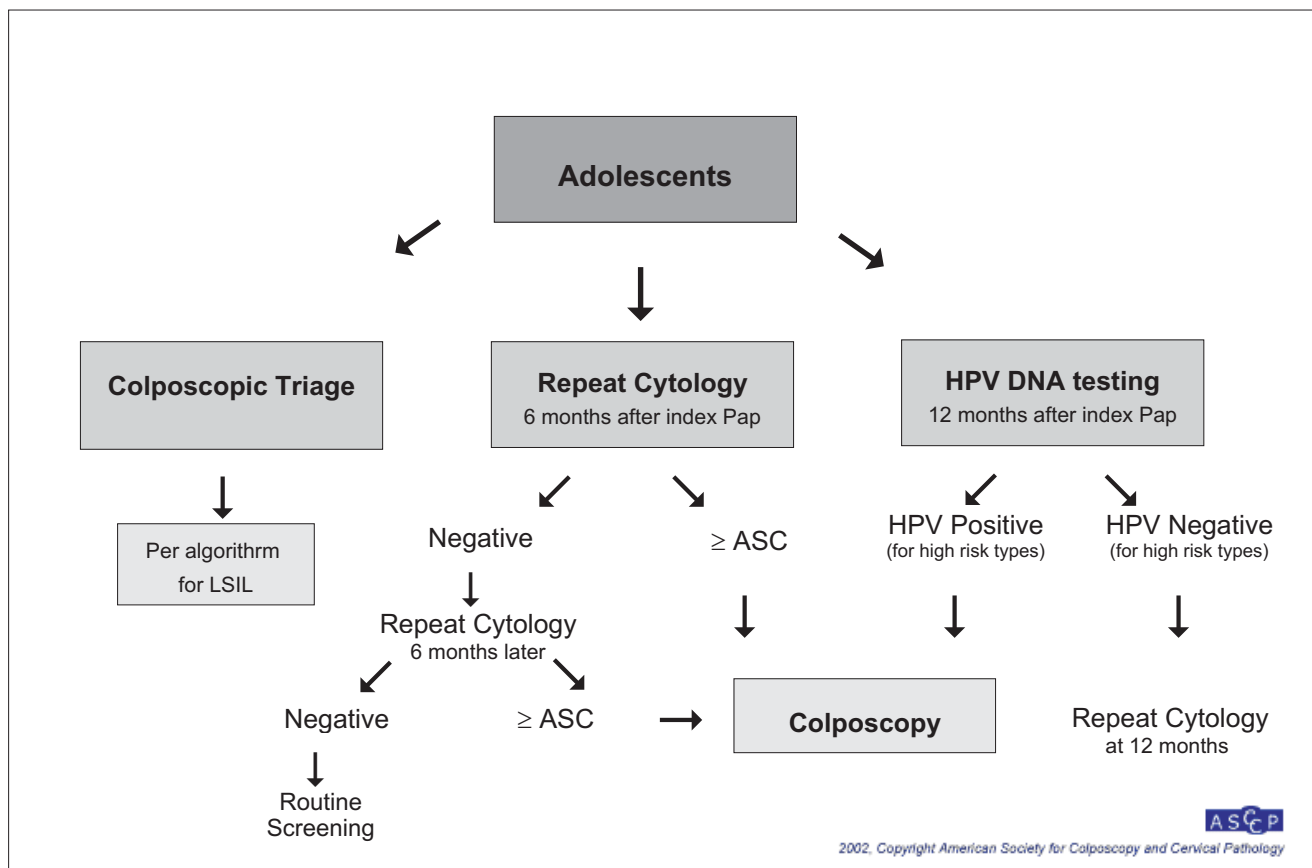 Adolescents
Colposcopic Triage
Repeat Cytology
6 months after index Pap
HPV DNA testing
12 months after index Pap
Per algorithrm
for LSIL
Negative
≥ ASC
HPV Positive
(for high risk types)
HPV Negative
(for high risk types)
Repeat Cytology
6 months later
Negative
≥ ASC
Colposcopy
Repeat Cytology
at 12 months
Routine
Screening
ASCCP
2002, Copyright American Society for Colposcopy and Cervical Pathology